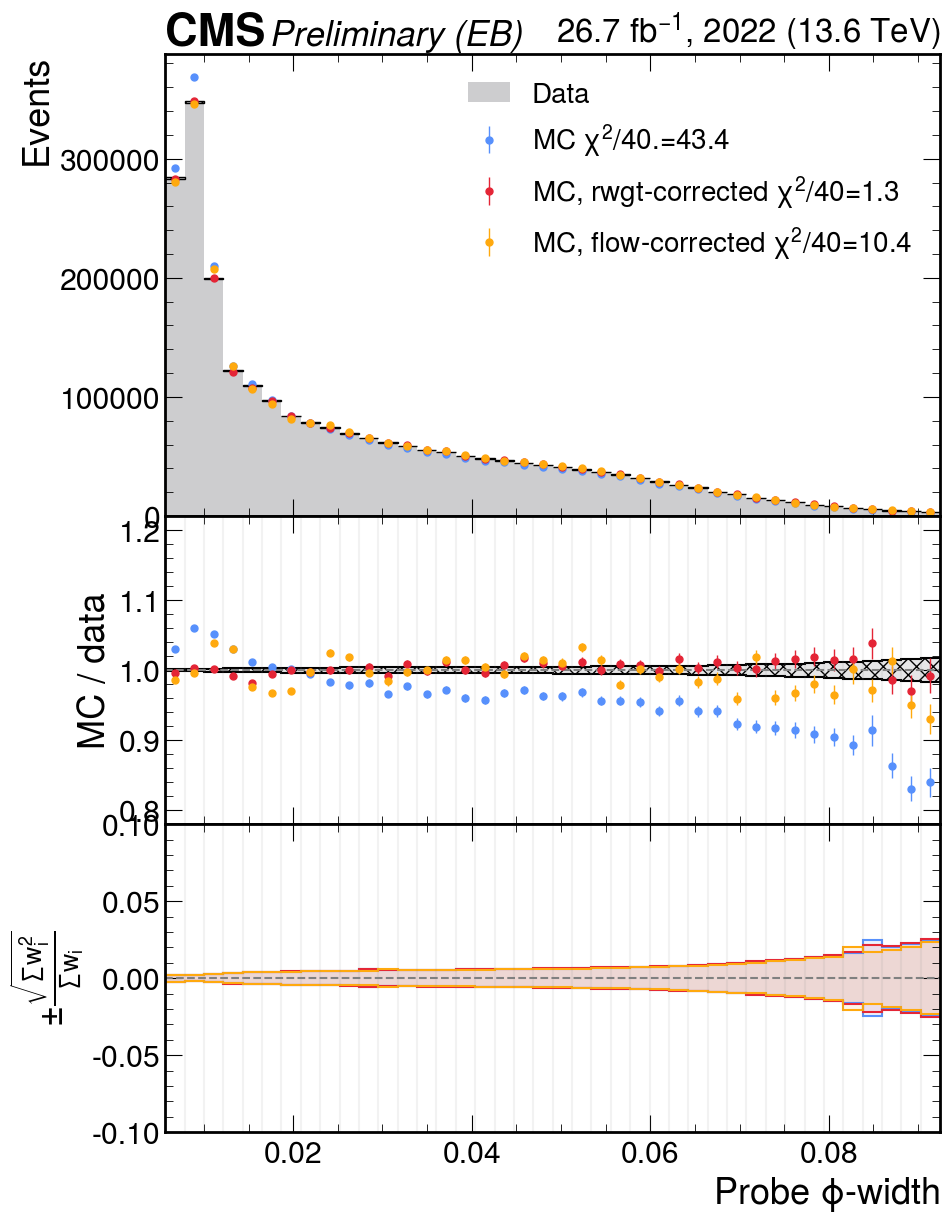 CMS Preliminary (EB) 26.7 fb⁻¹, 2022 (13.6 TeV)
Events
300000
200000
100000
0
Data
MC χ²/40.=43.4
MC, rwgt-corrected χ²/40=1.3
MC, flow-corrected χ²/40=10.4
MC / data
1.2
1.1
1.0
0.9
0.8
±√Σwᵢ²/Σwᵢ
0.10
0.05
0.00
-0.05
-0.10
0.02 0.04 0.06 0.08
Probe ϕ-width